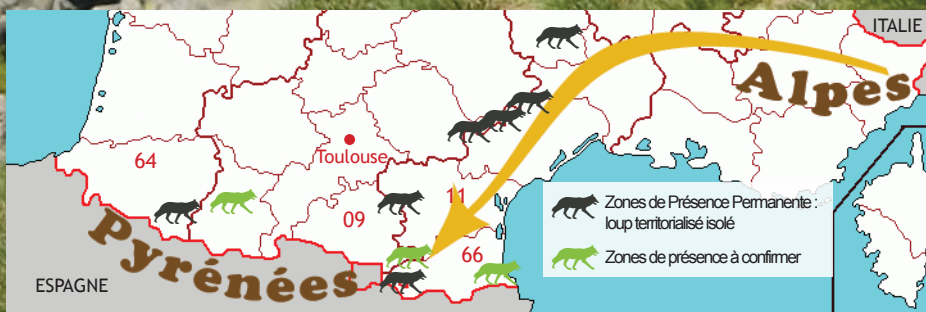 ITALIE
Alpes
64
Toulouse
09
11
66
Pyrénées
ESPAGNE
Zones de Présence Permanente :
loup territorialisé isolé
Zones de présence à confirmer